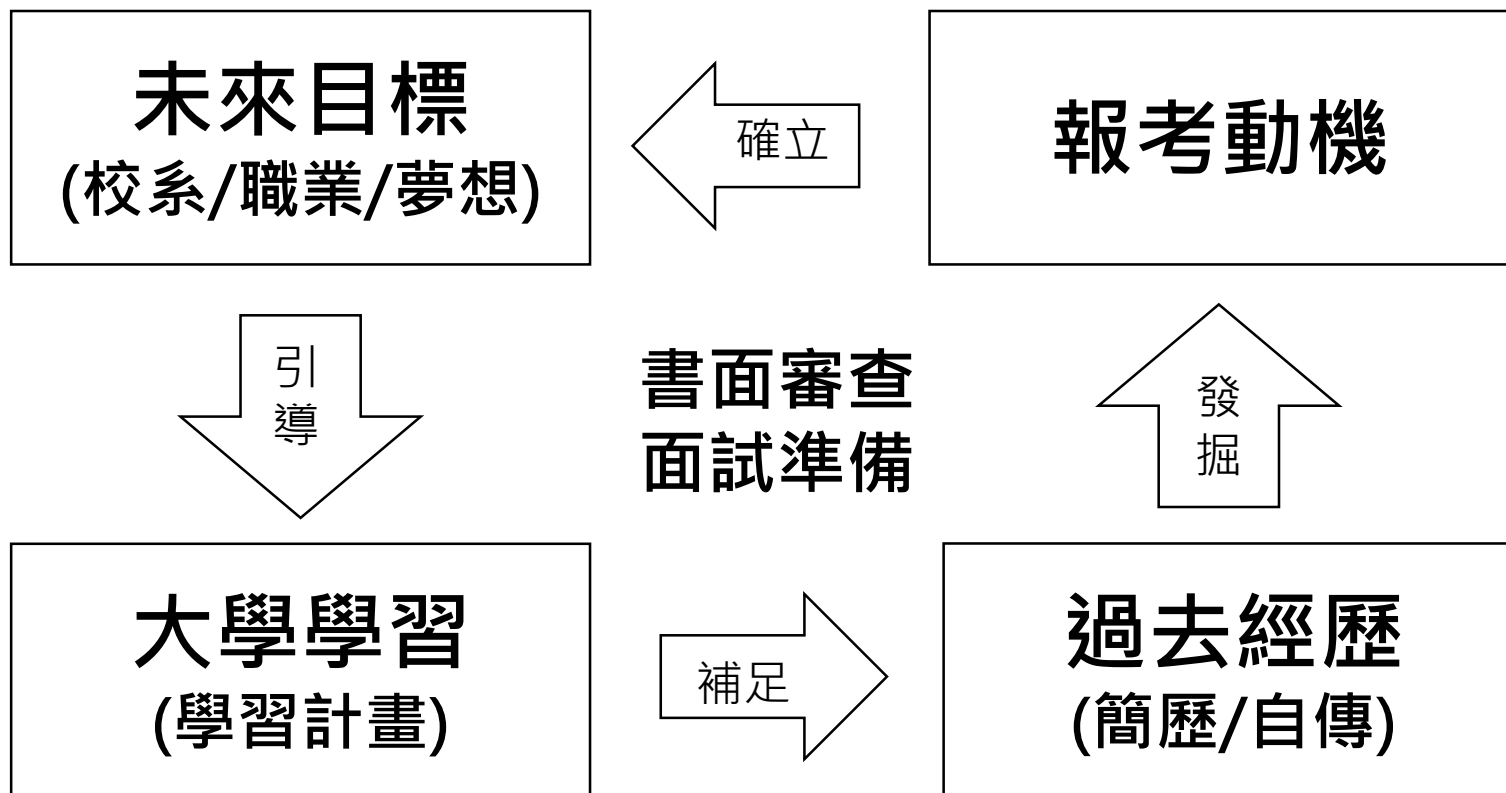 未來目標
(校系/職業/夢想)
確立
報考動機
引
導
書面審查
面試準備
發
掘
大學學習
(學習計畫)
補足
過去經歷
(簡歷/自傳)